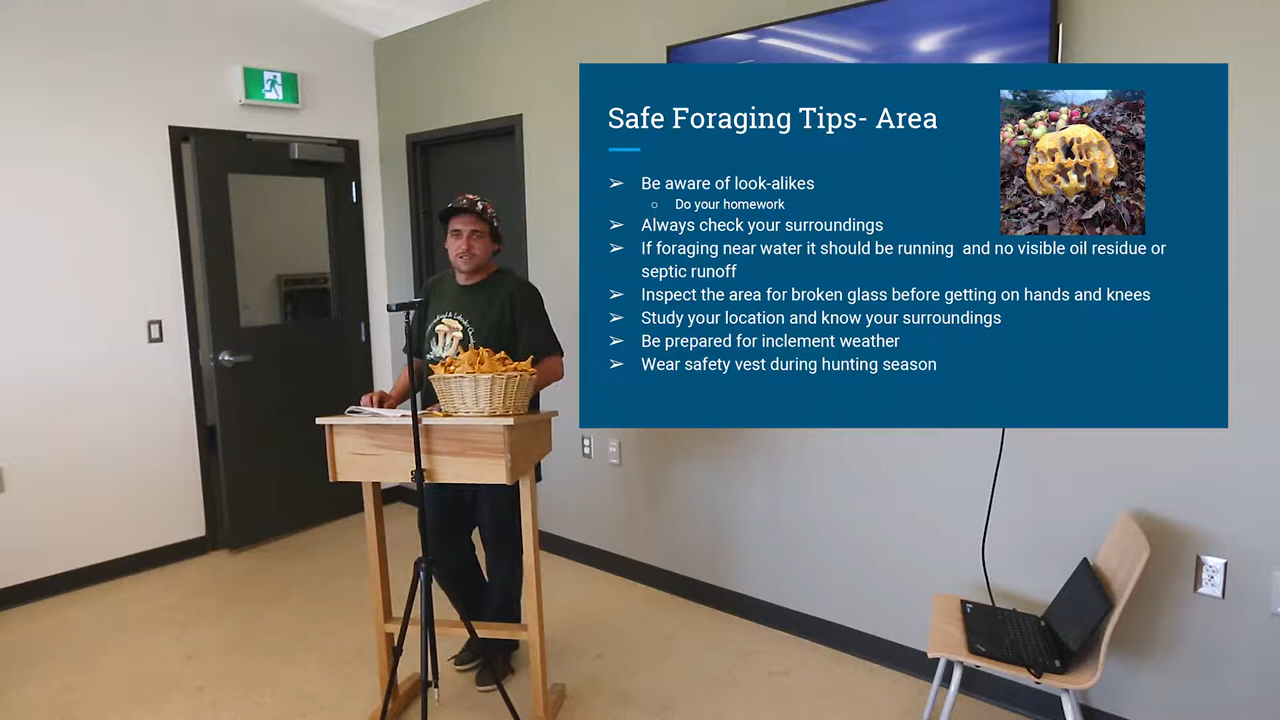 Safe Foraging Tips- Area
➢ Be aware of look-alikes
○ Do your homework
➢ Always check your surroundings
➢ If foraging near water it should be running and no visible oil residue or
septic runoff
➢ Inspect the area for broken glass before getting on hands and knees
➢ Study your location and know your surroundings
➢ Be prepared for inclement weather
➢ Wear safety vest during hunting season